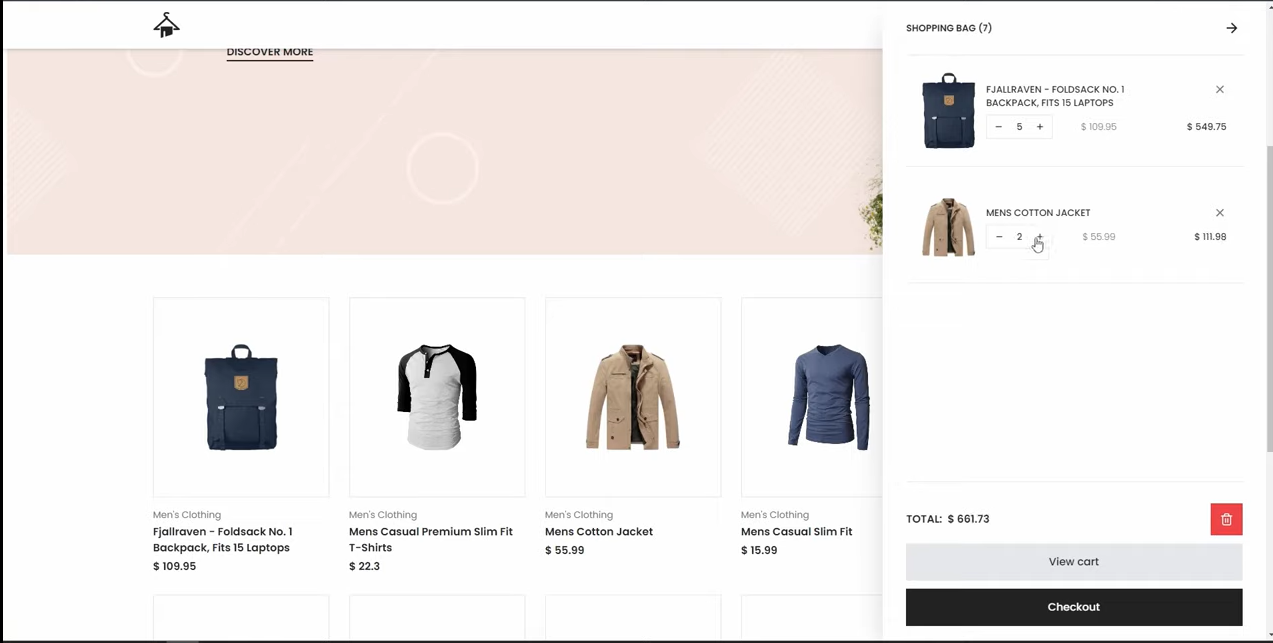 DISCOVER MORE
SHOPPING BAG (7)
FJALLRAVEN - FOLDSACK NO. 1
BACKPACK, FITS 15 LAPTOPS
− 5 + $ 109.95 $ 549.75
MENS COTTON JACKET
− 2 + $ 55.99 $ 111.98
Men's Clothing
Fjallraven - Foldsack No. 1
Backpack, Fits 15 Laptops
$ 109.95
Men's Clothing
Mens Casual Premium Slim Fit
T-Shirts
$ 22.3
Men's Clothing
Mens Cotton Jacket
$ 55.99
Men's Clothing
Mens Casual Slim Fit
$ 15.99
TOTAL: $ 661.73
View cart
Checkout